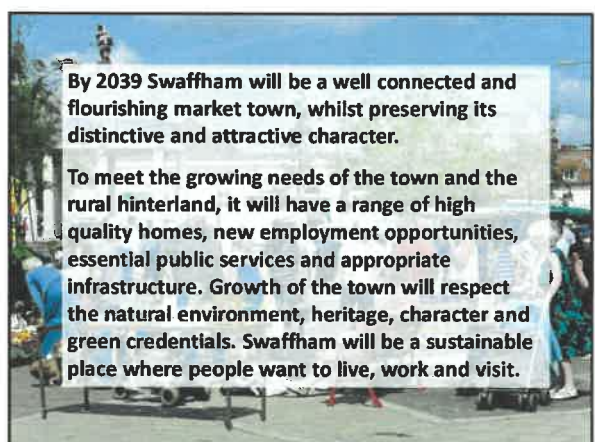 By 2039 Swaffham will be a well connected and
flourishing market town, whilst preserving its
distinctive and attractive character.
To meet the growing needs of the town and the
rural hinterland, it will have a range of high
quality homes, new employment opportunities,
essential public services and appropriate
infrastructure. Growth of the town will respect
the natural environment, heritage, character and
green credentials. Swaffham will be a sustainable
place where people want to live, work and visit.